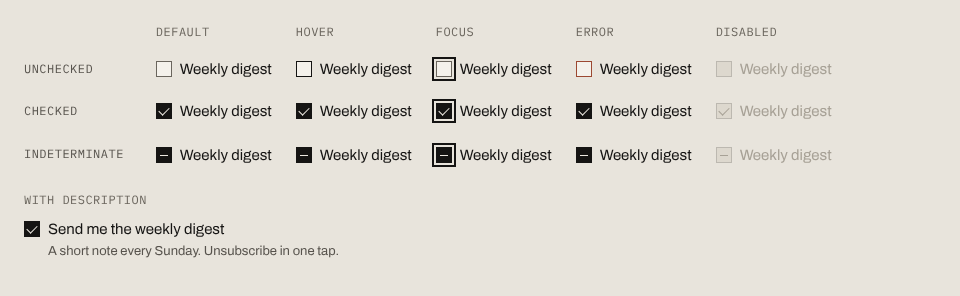 DEFAULT HOVER FOCUS ERROR DISABLED
UNCHECKED Weekly digest Weekly digest Weekly digest Weekly digest Weekly digest
CHECKED Weekly digest Weekly digest Weekly digest Weekly digest Weekly digest
INDETERMINATE Weekly digest Weekly digest Weekly digest Weekly digest Weekly digest
WITH DESCRIPTION
Send me the weekly digest
A short note every Sunday. Unsubscribe in one tap.